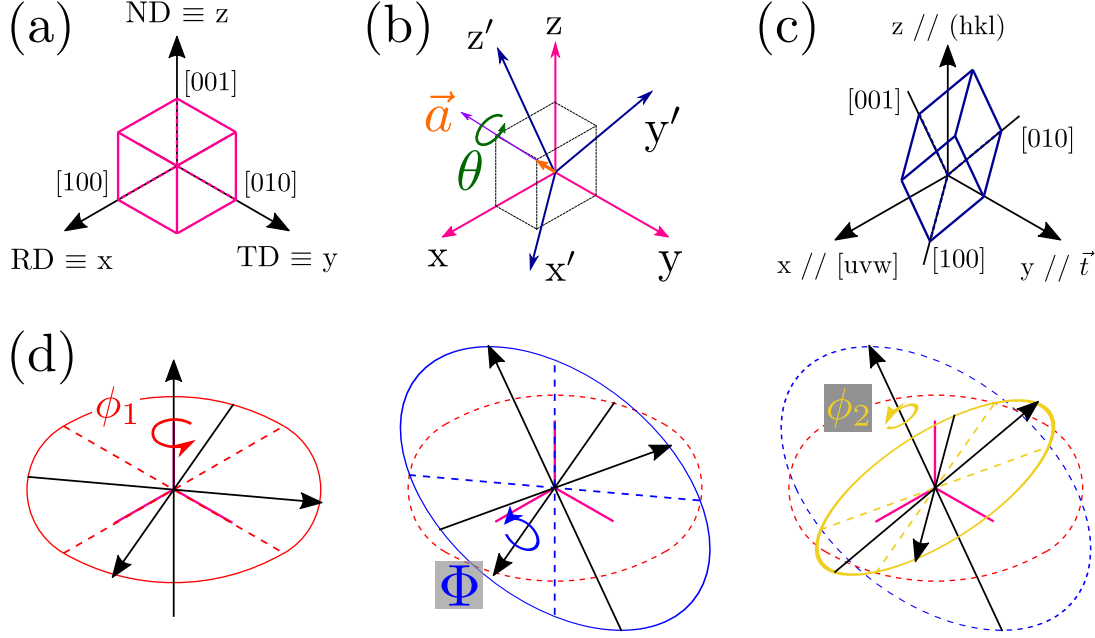 (a)
ND ≡ z
[001]
[100]
[010]
RD ≡ x
TD ≡ y
(b)
z′
z
y′
a⃗
θ
x
x′
y
(c)
z // (hkl)
[001]
[010]
[100]
x // [uvw]
y // t⃗
(d)
ϕ₁
Φ
ϕ₂